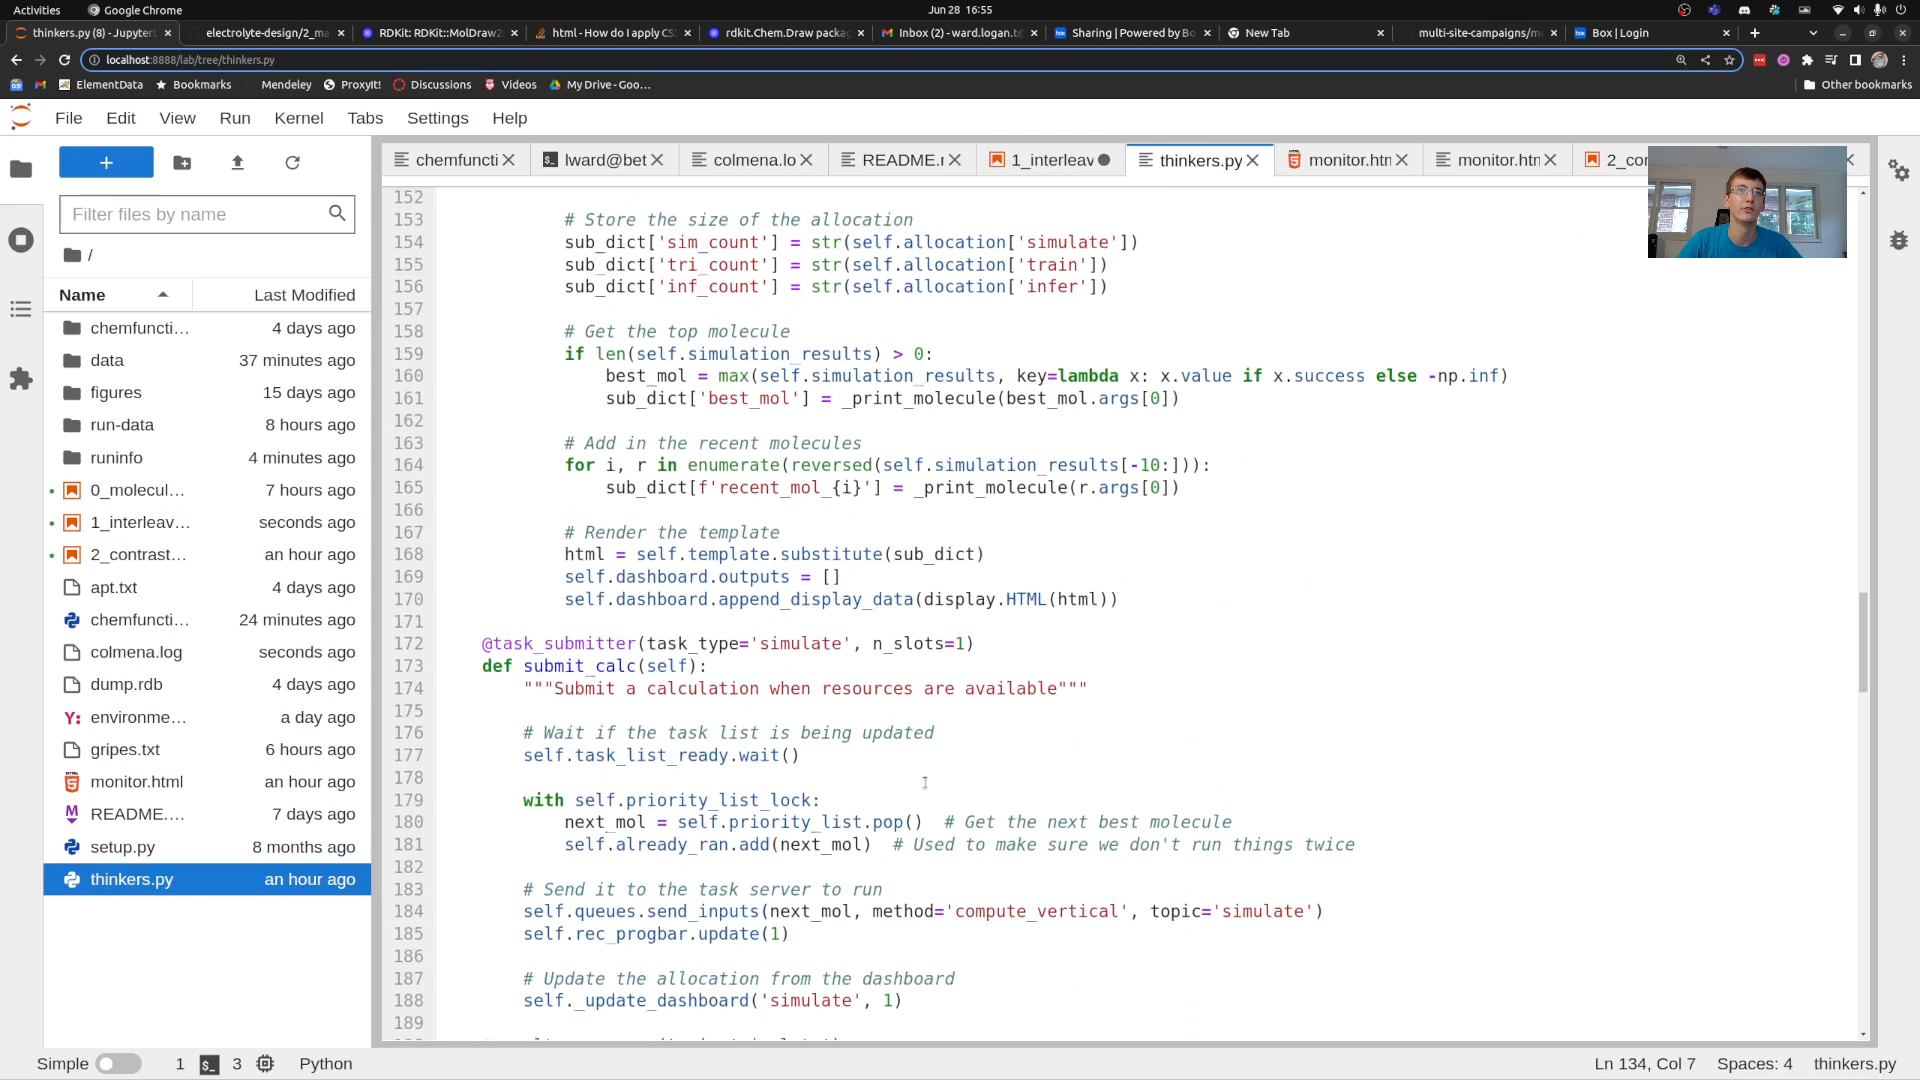 Activities
Google Chrome
Jun 28 16:55
thinkers.py (8) - Jupyter
electrolyte-design/2_ma
RDKit: RDKit::MolDraw2
html - How do I apply CS
rdkit.Chem.Draw packag
Inbox (2) - ward.logan.t@
Sharing | Powered by Bo
New Tab
multi-site-campaigns/m
Box | Login
localhost:8888/lab/tree/thinkers.py
ElementData
Bookmarks
Mendeley
ProxyIt!
Discussions
Videos
My Drive - Goo...
Other bookmarks
File Edit View Run Kernel Tabs Settings Help
chemfuncti
lward@bet
colmena.lo
README.r
1_interleav
thinkers.py
monitor.htn
monitor.htn
2_con
Filter files by name
/
Name Last Modified
chemfuncti... 4 days ago
data 37 minutes ago
figures 15 days ago
run-data 8 hours ago
runinfo 4 minutes ago
0_molecul... 7 hours ago
1_interleav... seconds ago
2_contrast... an hour ago
apt.txt 4 days ago
chemfuncti... 24 minutes ago
colmena.log seconds ago
dump.rdb 4 days ago
Y: environme... a day ago
gripes.txt 6 hours ago
monitor.html an hour ago
README.... 7 days ago
setup.py 8 months ago
thinkers.py an hour ago
152
153 # Store the size of the allocation
154 sub_dict['sim_count'] = str(self.allocation['simulate'])
155 sub_dict['tri_count'] = str(self.allocation['train'])
156 sub_dict['inf_count'] = str(self.allocation['infer'])
157
158 # Get the top molecule
159 if len(self.simulation_results) > 0:
160 best_mol = max(self.simulation_results, key=lambda x: x.value if x.success else -np.inf)
161 sub_dict['best_mol'] = _print_molecule(best_mol.args[0])
162
163 # Add in the recent molecules
164 for i, r in enumerate(reversed(self.simulation_results[-10:])):
165 sub_dict[f'recent_mol_{i}'] = _print_molecule(r.args[0])
166
167 # Render the template
168 html = self.template.substitute(sub_dict)
169 self.dashboard.outputs = []
170 self.dashboard.append_display_data(display.HTML(html))
171
172 @task_submitter(task_type='simulate', n_slots=1)
173 def submit_calc(self):
174 """Submit a calculation when resources are available"""
175
176 # Wait if the task list is being updated
177 self.task_list_ready.wait()
178
179 with self.priority_list_lock:
180 next_mol = self.priority_list.pop() # Get the next best molecule
181 self.already_ran.add(next_mol) # Used to make sure we don't run things twice
182
183 # Send it to the task server to run
184 self.queues.send_inputs(next_mol, method='compute_vertical', topic='simulate')
185 self.rec_progbar.update(1)
186
187 # Update the allocation from the dashboard
188 self._update_dashboard('simulate', 1)
189
Simple 1 3 Python
Ln 134, Col 7 Spaces: 4 thinkers.py